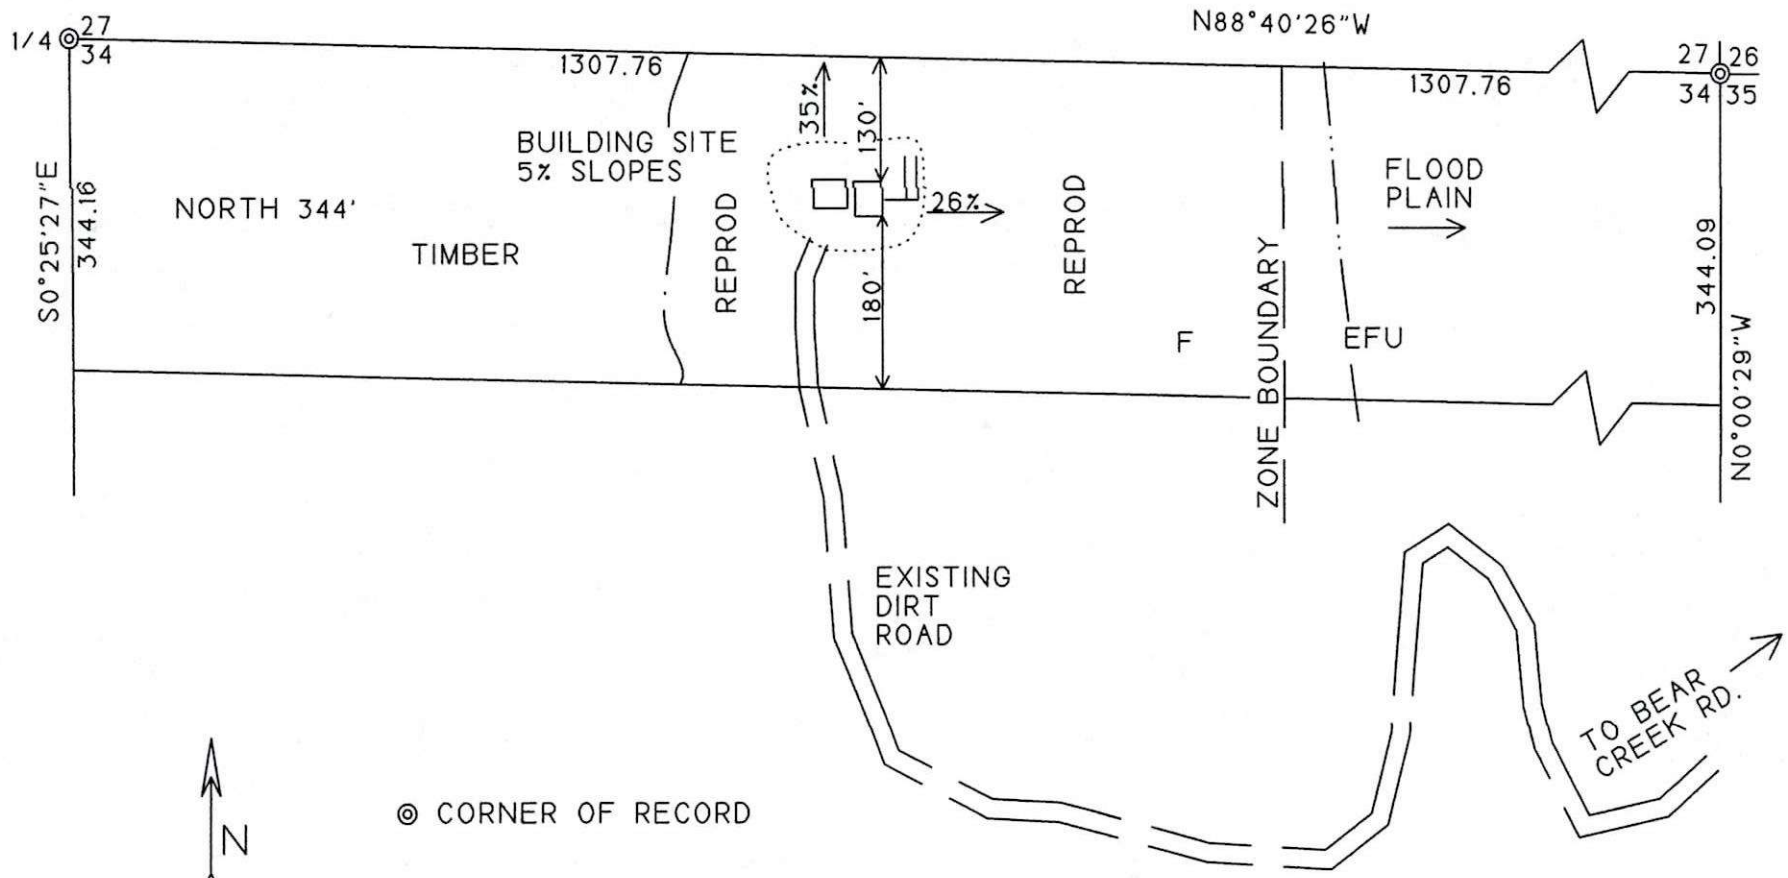 N88°40'26"W
1/4
27
34
1307.76
1307.76
27
26
34
35
35%
130'
BUILDING SITE
5% SLOPES
S0°25'27"E
344.16
NORTH 344'
TIMBER
REPROD
26%
180'
REPROD
ZONE BOUNDARY
FLOOD
PLAIN
F
EFU
344.09
N0°00'29"W
EXISTING
DIRT
ROAD
TO BEAR
CREEK RD.
N
CORNER OF RECORD